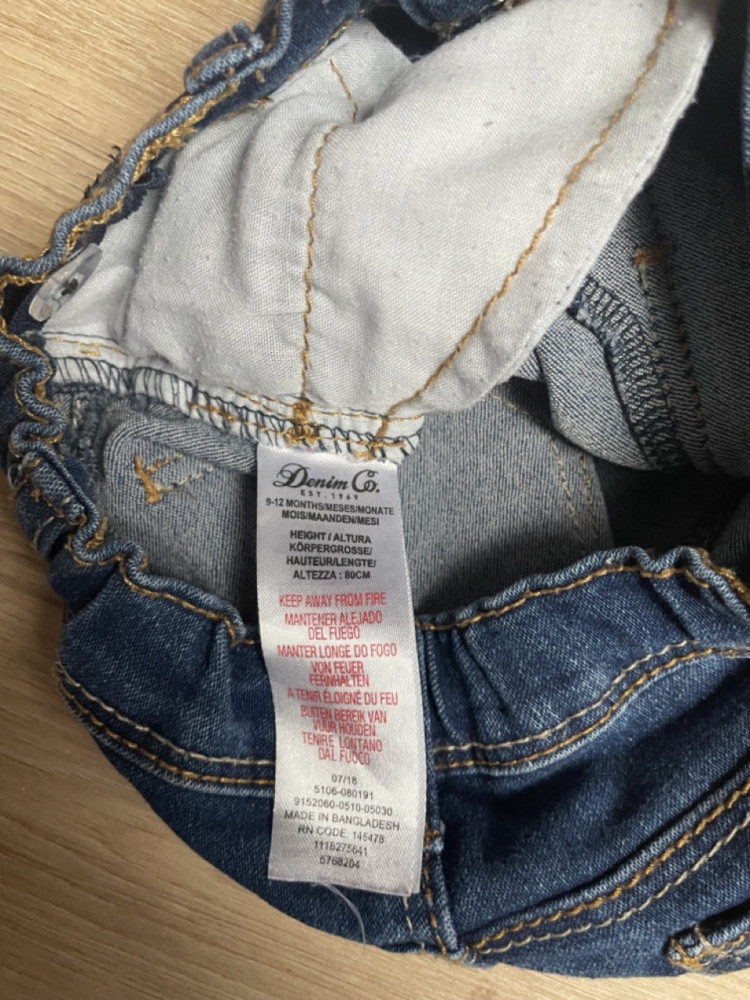 Denim Co.
EST. 1969
9-12 MONTHS/MESES/MONATE
MOIS/MAANDEN/MESI
HEIGHT / ALTURA
KÖRPERGROSSE/
HAUTEUR/LENGTE/
ALTEZZA : 80CM
KEEP AWAY FROM FIRE
MANTENER ALEJADO
DEL FUEGO
MANTER LONGE DO FOGO
VON FEUER
FERNHALTEN
A TENIR ÉLOIGNÉ DU FEU
BUITEN BEREIK VAN
VUUR HOUDEN
TENERE LONTANO
DAL FUOCO
07/18
5106-080191
9152060-0510-05030
MADE IN BANGLADESH
RN CODE: 145478
1118275641
5768204